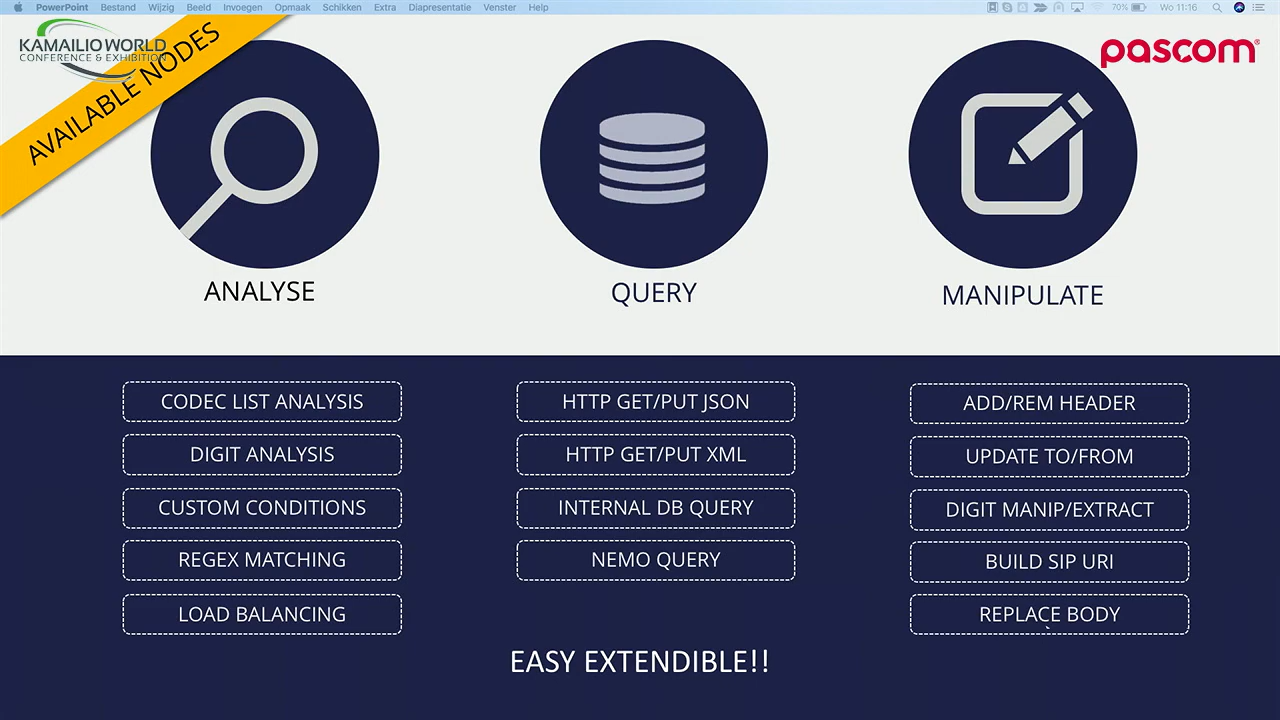 PowerPoint Bestand Wijzig Beeld Invoegen Opmaak Schikken Extra Diapresentatie Venster Help 70% Wo 11:16
KAMAILIO WORLD
CONFERENCE & EXHIBITION
AVAILABLE NODES
pascom®
ANALYSE
QUERY
MANIPULATE
CODEC LIST ANALYSIS
HTTP GET/PUT JSON
ADD/REM HEADER
DIGIT ANALYSIS
HTTP GET/PUT XML
UPDATE TO/FROM
CUSTOM CONDITIONS
INTERNAL DB QUERY
DIGIT MANIP/EXTRACT
REGEX MATCHING
NEMO QUERY
BUILD SIP URI
LOAD BALANCING
REPLACE BODY
EASY EXTENDIBLE!!